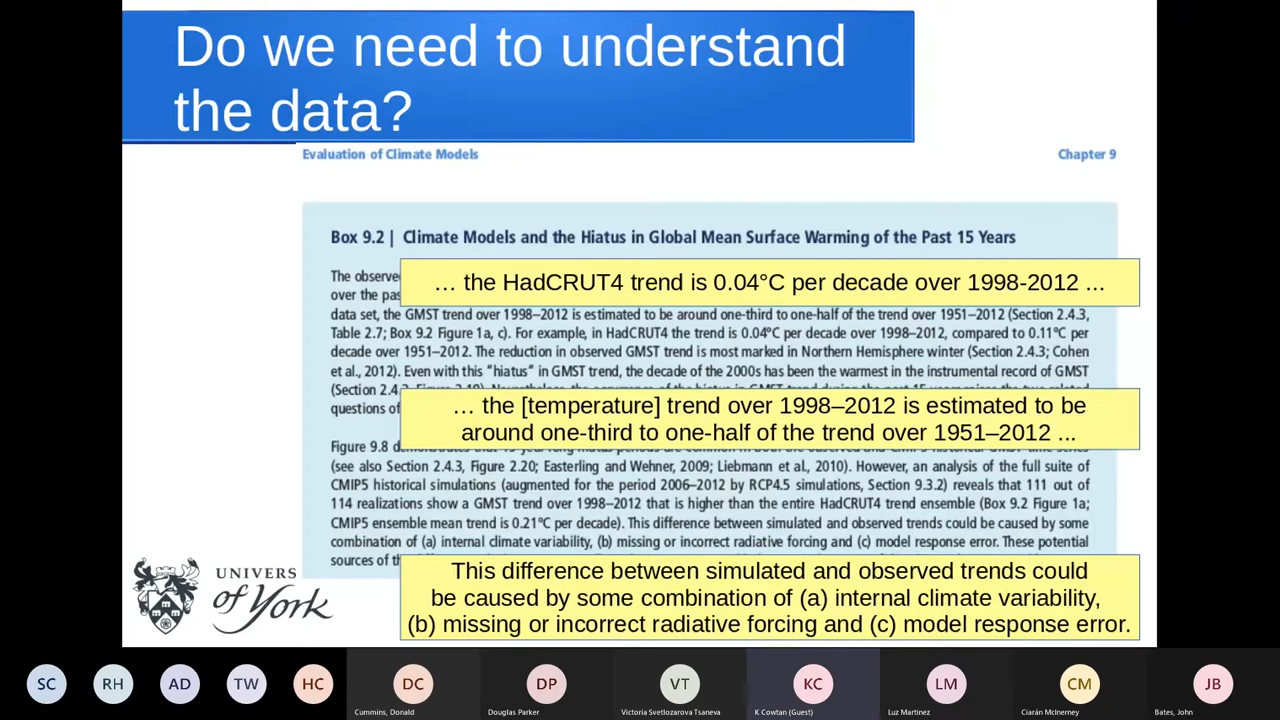 Do we need to understand
the data?
Evaluation of Climate Models
Chapter 9
Box 9.2 | Climate Models and the Hiatus in Global Mean Surface Warming of the Past 15 Years
The observe
… the HadCRUT4 trend is 0.04°C per decade over 1998-2012 ...
over the pas
data set, the GMST trend over 1998–2012 is estimated to be around one-third to one-half of the trend over 1951–2012 (Section 2.4.3,
Table 2.7; Box 9.2 Figure 1a, c). For example, in HadCRUT4 the trend is 0.04ºC per decade over 1998–2012, compared to 0.11ºC per
decade over 1951–2012. The reduction in observed GMST trend is most marked in Northern Hemisphere winter (Section 2.4.3; Cohen
et al., 2012). Even with this "hiatus" in GMST trend, the decade of the 2000s has been the warmest in the instrumental record of GMST
(Section 2.4
questions of
… the [temperature] trend over 1998–2012 is estimated to be
around one-third to one-half of the trend over 1951–2012 ...
Figure 9.8 d
(see also Section 2.4.3, Figure 2.20; Easterling and Wehner, 2009; Liebmann et al., 2010). However, an analysis of the full suite of
CMIP5 historical simulations (augmented for the period 2006–2012 by RCP4.5 simulations, Section 9.3.2) reveals that 111 out of
114 realizations show a GMST trend over 1998–2012 that is higher than the entire HadCRUT4 trend ensemble (Box 9.2 Figure 1a;
CMIP5 ensemble mean trend is 0.21ºC per decade). This difference between simulated and observed trends could be caused by some
combination of (a) internal climate variability, (b) missing or incorrect radiative forcing and (c) model response error. These potential
sources of th
This difference between simulated and observed trends could
be caused by some combination of (a) internal climate variability,
(b) missing or incorrect radiative forcing and (c) model response error.
UNIVERS
of York
SC RH AD TW HC DC DP VT KC LM CM JB
Cummins, Donald Douglas Parker Victoria Svetlozarova Tsaneva K Cowtan (Guest) Luz Martinez Ciarán McInerney Bates, John